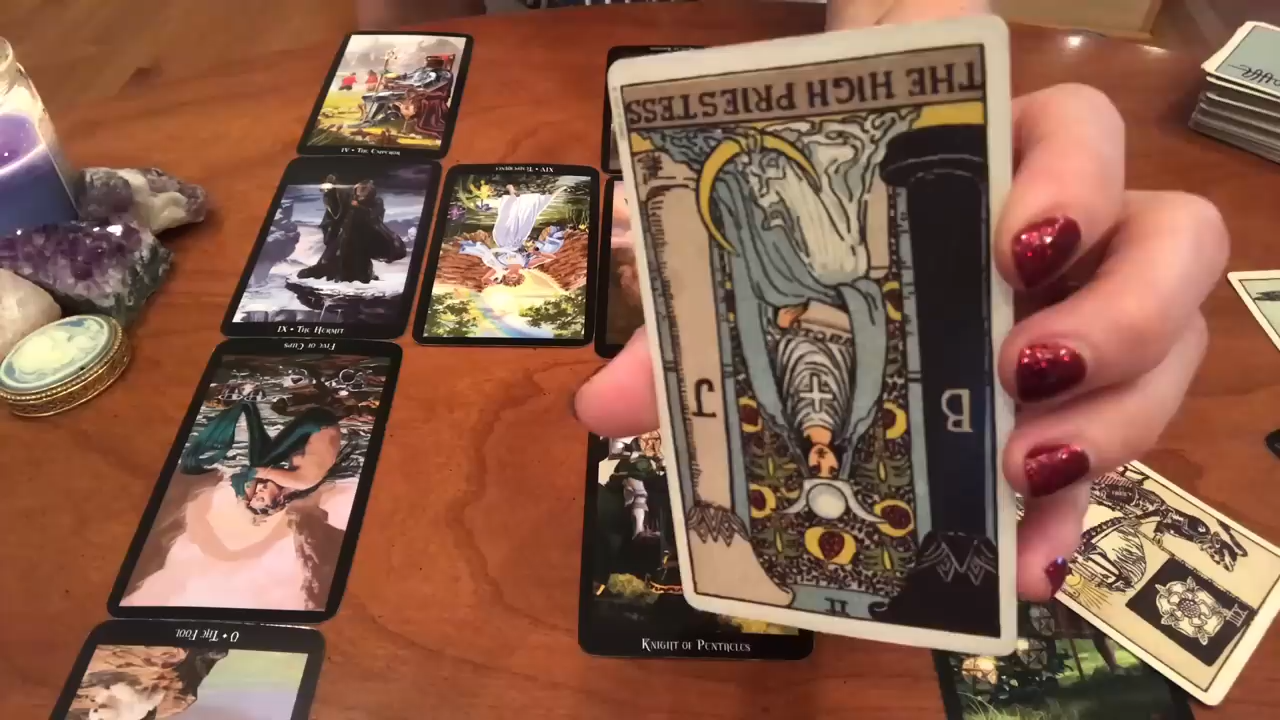 IV • The Emperor
XIV • Temperance
THE HIGH PRIESTESS
IX • The Hermit
Five of Cups
J
B
II
XIII
Knight of Pentacles
0 • The Fool